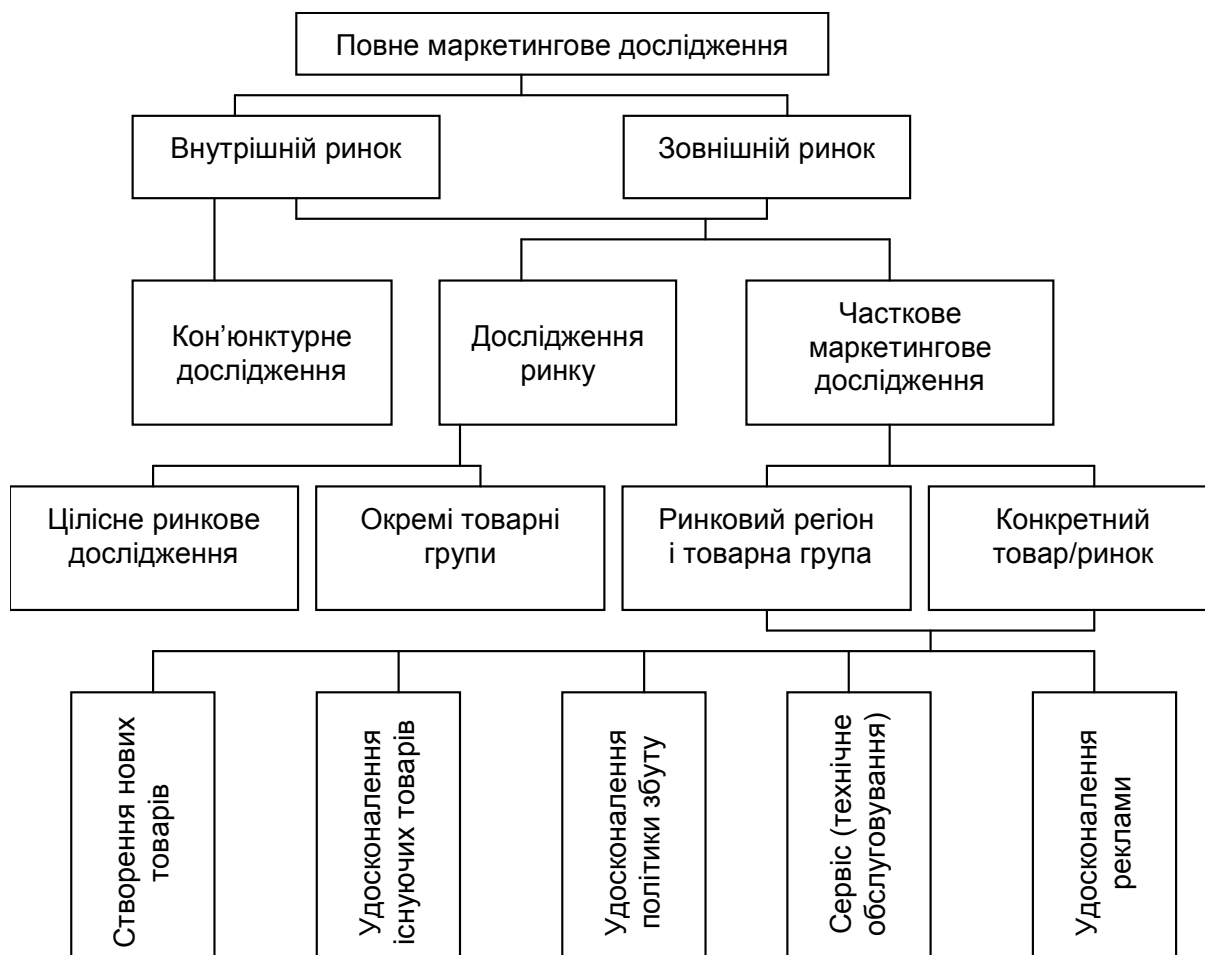 Повне маркетингове дослідження
Внутрішній ринок
Зовнішній ринок
Кон’юнктурне
дослідження
Дослідження
ринку
Часткове
маркетингове
дослідження
Цілісне ринкове
дослідження
Окремі товарні
групи
Ринковий регіон
і товарна група
Конкретний
товар/ринок
Створення нових
товарів
Удосконалення
існуючих товарів
Удосконалення
політики збуту
Сервіс (технічне
обслуговування)
Удосконалення
реклами